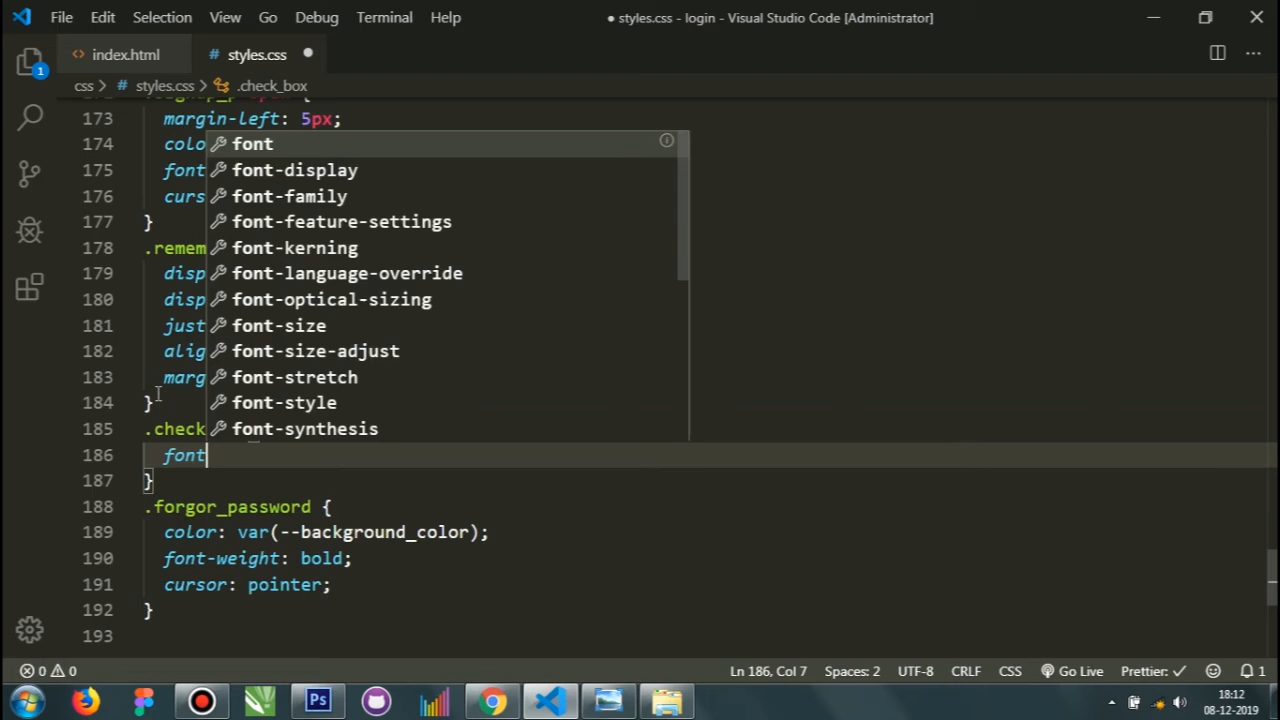 File Edit Selection View Go Debug Terminal Help
● styles.css - login - Visual Studio Code [Administrator]
index.html
# styles.css ●
css > # styles.css > .check_box
173 margin-left: 5px;
174 colo
175 font
176 curs
177 }
178 .remem
179 disp
180 disp
181 just
182 alig
183 marg
184 }
185 .check
186 font
187 }
188 .forgor_password {
189 color: var(--background_color);
190 font-weight: bold;
191 cursor: pointer;
192 }
193
font
font-display
font-family
font-feature-settings
font-kerning
font-language-override
font-optical-sizing
font-size
font-size-adjust
font-stretch
font-style
font-synthesis
1
0 0
Ln 186, Col 7 Spaces: 2 UTF-8 CRLF CSS Go Live Prettier: ✓ 1
Ps
18:12
08-12-2019